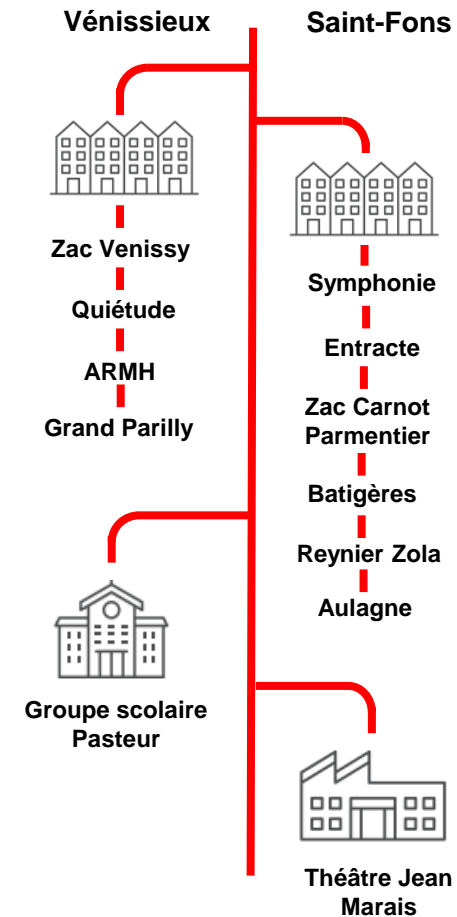 Vénissieux
Zac Venissy
Quiétude
ARMH
Grand Parilly
Groupe scolaire
Pasteur
Saint-Fons
Symphonie
Entracte
Zac Carnot
Parmentier
Batigères
Reynier Zola
Aulagne
Théâtre Jean
Marais